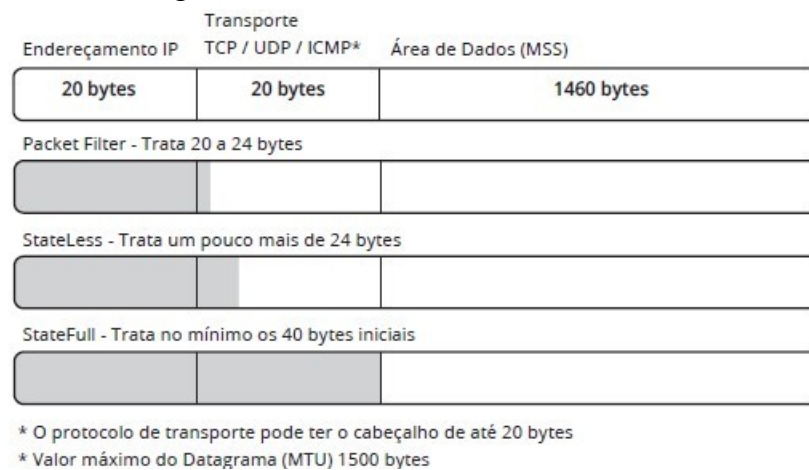 Transporte
Endereçamento IP TCP / UDP / ICMP* Área de Dados (MSS)
20 bytes 20 bytes 1460 bytes
Packet Filter - Trata 20 a 24 bytes
StateLess - Trata um pouco mais de 24 bytes
StateFull - Trata no mínimo os 40 bytes iniciais
* O protocolo de transporte pode ter o cabeçalho de até 20 bytes
* Valor máximo do Datagrama (MTU) 1500 bytes